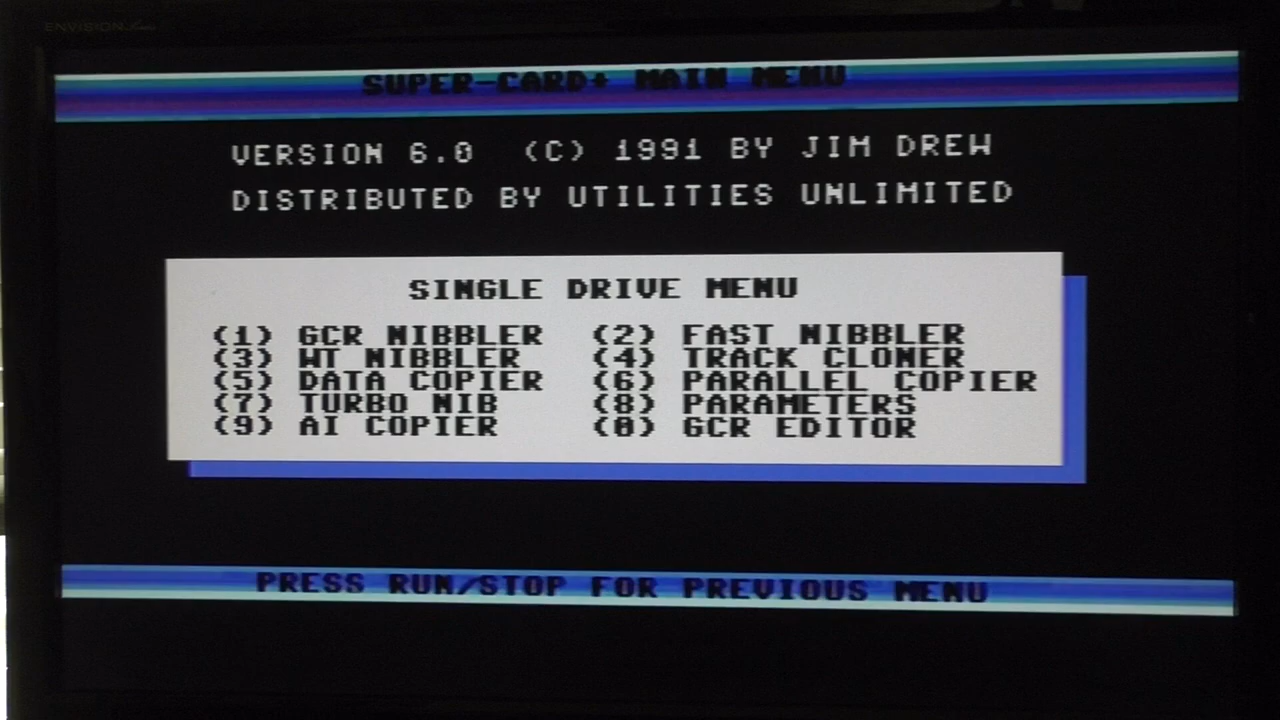 ENVISION
SUPER-CARD+ MAIN MENU
VERSION 6.0 (C) 1991 BY JIM DREW
DISTRIBUTED BY UTILITIES UNLIMITED
SINGLE DRIVE MENU
(1) GCR NIBBLER (2) FAST NIBBLER
(3) WT NIBBLER (4) TRACK CLONER
(5) DATA COPIER (6) PARALLEL COPIER
(7) TURBO NIB (8) PARAMETERS
(9) AI COPIER (0) GCR EDITOR
PRESS RUN/STOP FOR PREVIOUS MENU